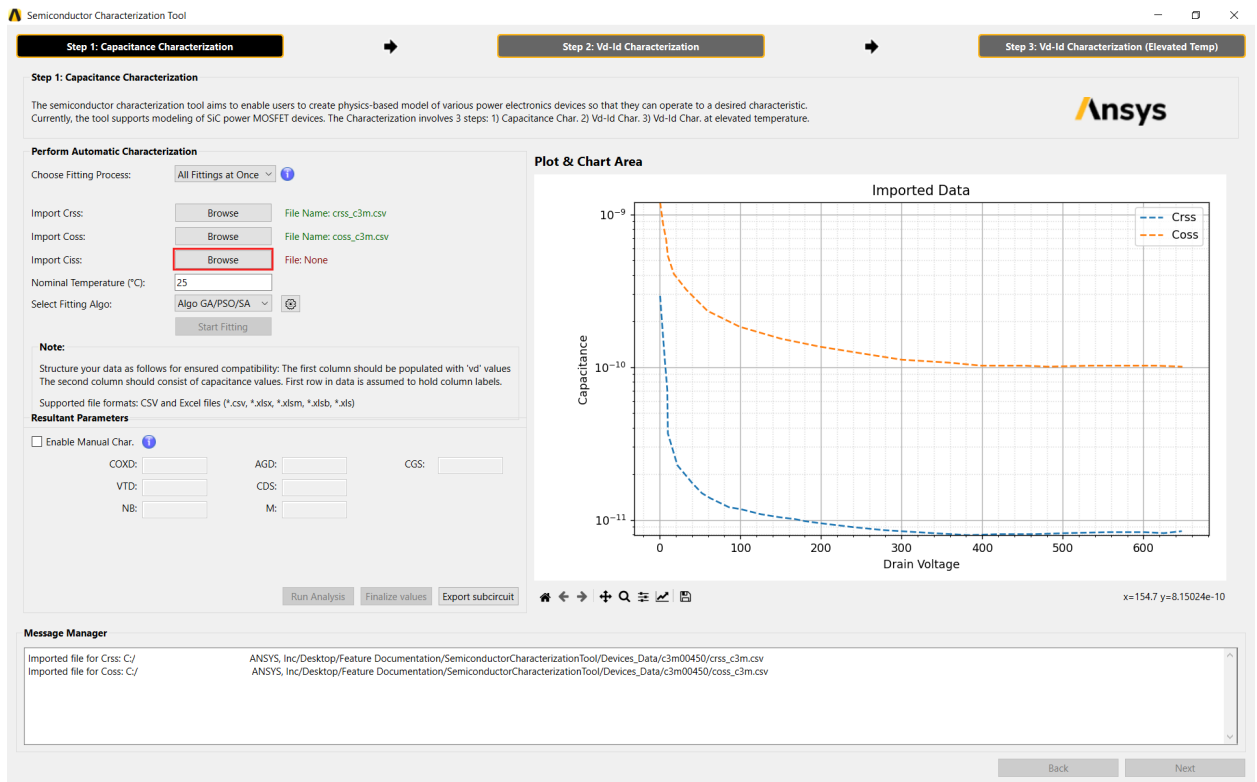 Semiconductor Characterization Tool
Step 1: Capacitance Characterization
Step 2: Vd-Id Characterization
Step 3: Vd-Id Characterization (Elevated Temp)
Step 1: Capacitance Characterization
The semiconductor characterization tool aims to enable users to create physics-based model of various power electronics devices so that they can operate to a desired characteristic.
Currently, the tool supports modeling of SiC power MOSFET devices. The Characterization involves 3 steps: 1) Capacitance Char. 2) Vd-Id Char. 3) Vd-Id Char. at elevated temperature.
Ansys
Perform Automatic Characterization
Choose Fitting Process: All Fittings at Once T
Import Crss: Browse File Name: crss_c3m.csv
Import Coss: Browse File Name: coss_c3m.csv
Import Ciss: Browse File: None
Nominal Temperature (°C): 25
Select Fitting Algo: Algo GA/PSO/SA
Start Fitting
Note:
Structure your data as follows for ensured compatibility: The first column should be populated with 'vd' values
The second column should consist of capacitance values. First row in data is assumed to hold column labels.
Supported file formats: CSV and Excel files (*.csv, *.xlsx, *.xlsm, *.xlsb, *.xls)
Resultant Parameters
Enable Manual Char. T
COXD: AGD: CGS:
VTD: CDS:
NB: M:
Run Analysis Finalize values Export subcircuit
Plot & Chart Area
Imported Data
Crss
Coss
10⁻⁹
10⁻¹⁰
10⁻¹¹
Capacitance
0 100 200 300 400 500 600
Drain Voltage
x=154.7 y=8.15024e-10
Message Manager
Imported file for Crss: C:/ ANSYS, Inc/Desktop/Feature Documentation/SemiconductorCharacterizationTool/Devices_Data/c3m00450/crss_c3m.csv
Imported file for Coss: C:/ ANSYS, Inc/Desktop/Feature Documentation/SemiconductorCharacterizationTool/Devices_Data/c3m00450/coss_c3m.csv
Back Next